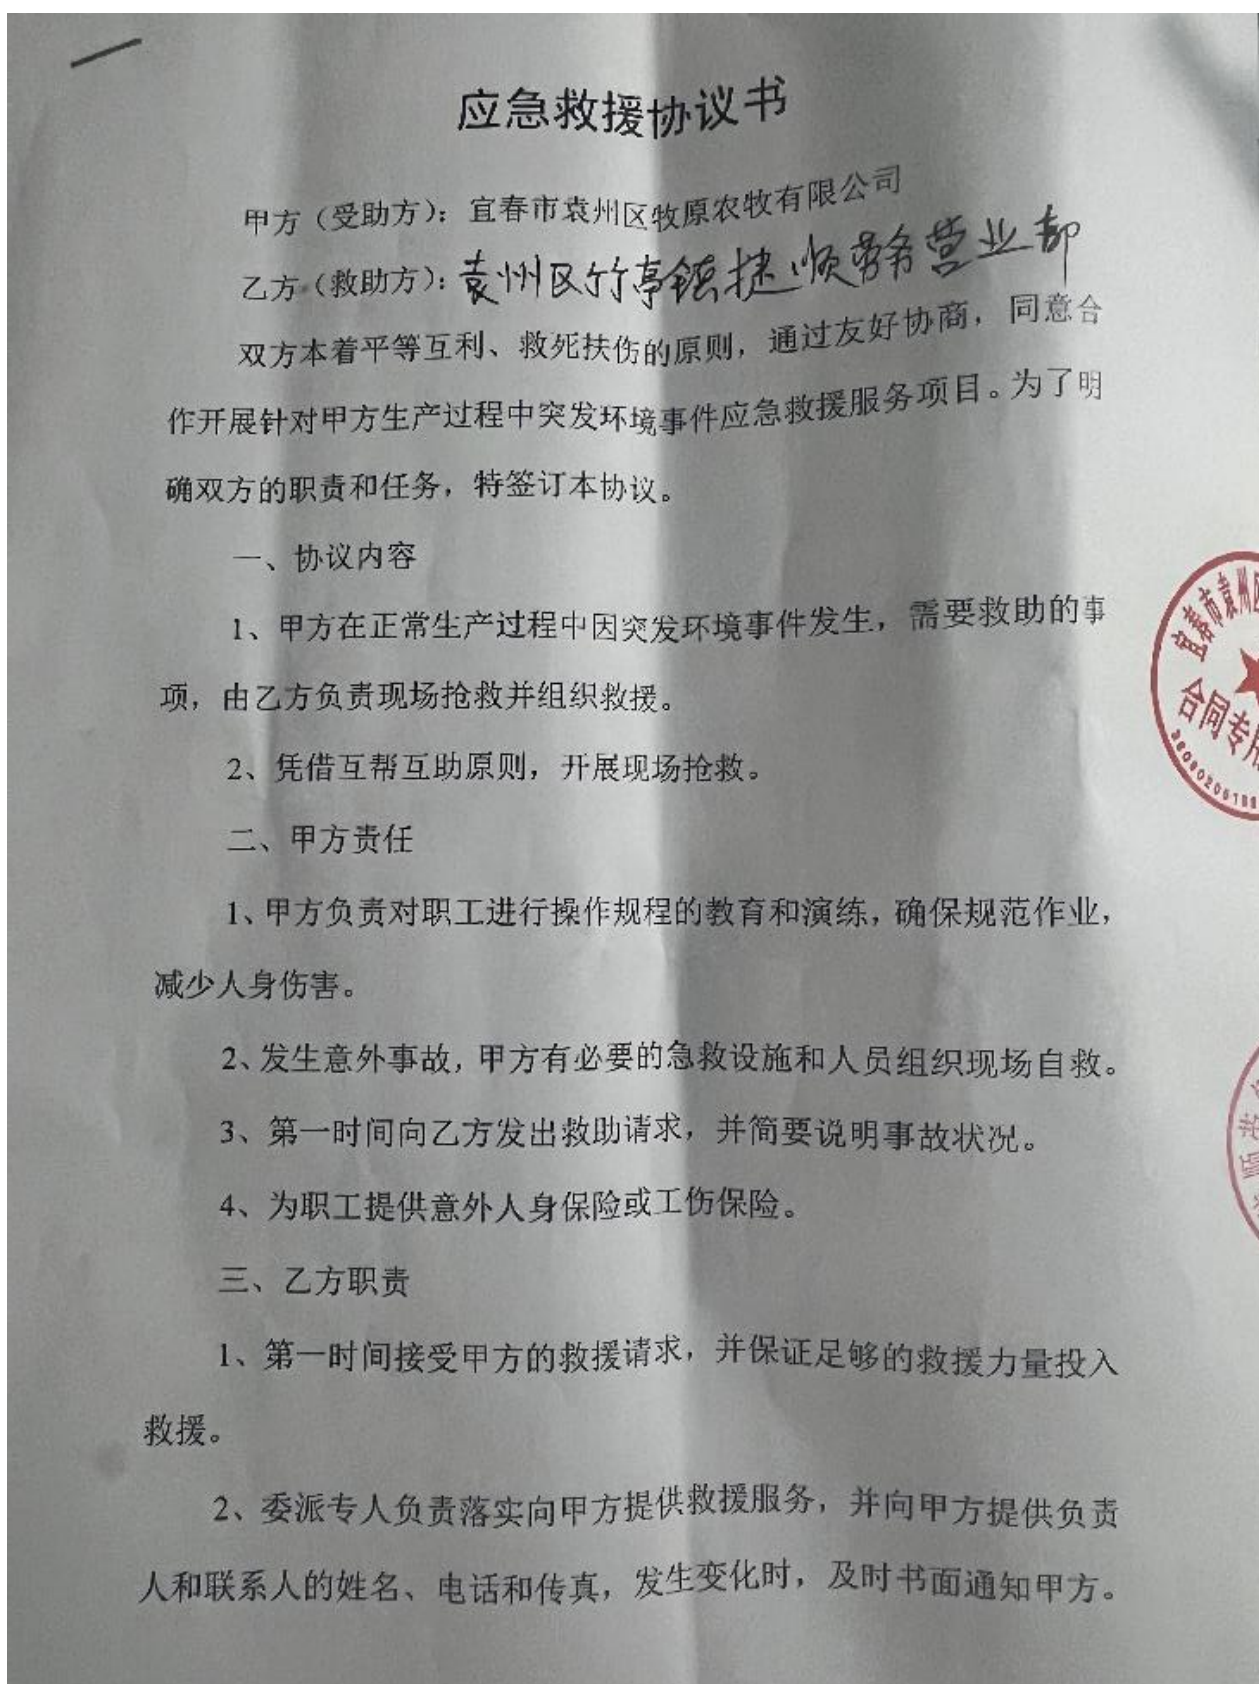 应急救援协议书
甲方（受助方）：宜春市袁州区牧原农牧有限公司
乙方（救助方）：袁州区竹亭镇捷顺劳务营业部
双方本着平等互利、救死扶伤的原则，通过友好协商，同意合
作开展针对甲方生产过程中突发环境事件应急救援服务项目。为了明
确双方的职责和任务，特签订本协议。
一、协议内容
1、甲方在正常生产过程中因突发环境事件发生，需要救助的事
项，由乙方负责现场抢救并组织救援。
2、凭借互帮互助原则，开展现场抢救。
二、甲方责任
1、甲方负责对职工进行操作规程的教育和演练，确保规范作业，
减少人身伤害。
2、发生意外事故，甲方有必要的急救设施和人员组织现场自救。
3、第一时间向乙方发出救助请求，并简要说明事故状况。
4、为职工提供意外人身保险或工伤保险。
三、乙方职责
1、第一时间接受甲方的救援请求，并保证足够的救援力量投入
救援。
2、委派专人负责落实向甲方提供救援服务，并向甲方提供负责
人和联系人的姓名、电话和传真，发生变化时，及时书面通知甲方。
宜春市袁州区
合同专用